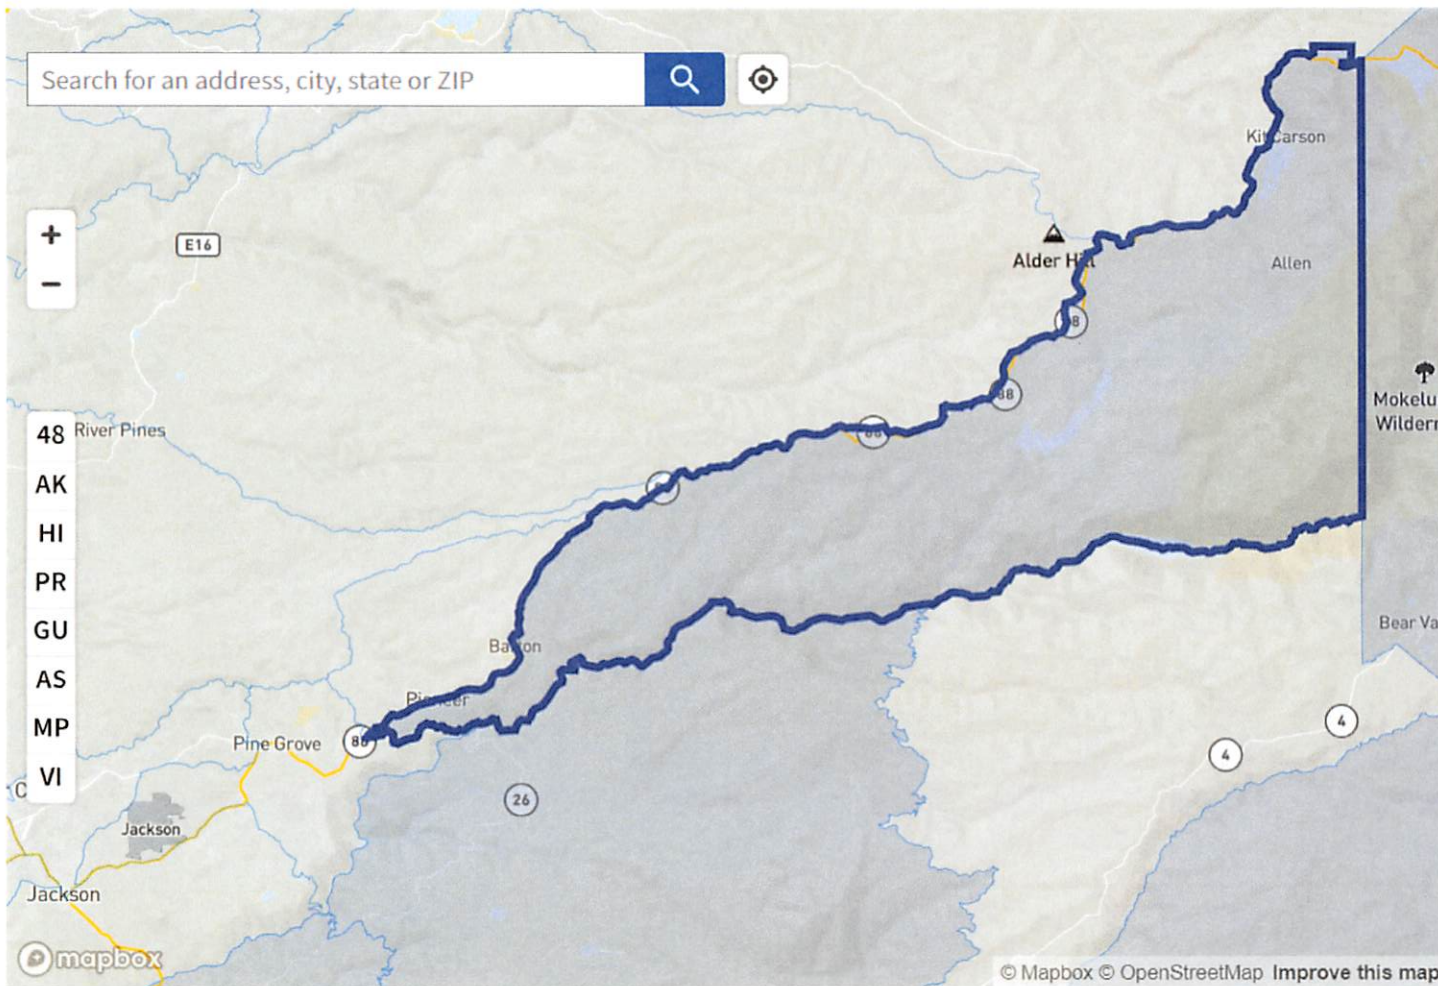 Search for an address, city, state or ZIP
Kit Carson
E16
+
Alder Hill
Allen
−
88
88
Mokelu
Wildern
48
River Pines
88
AK
HI
PR
GU
Barton
Bear Va
AS
Pioneer
MP
Pine Grove
88
4
4
VI
26
Jackson
Jackson
mapbox
© Mapbox © OpenStreetMap Improve this map